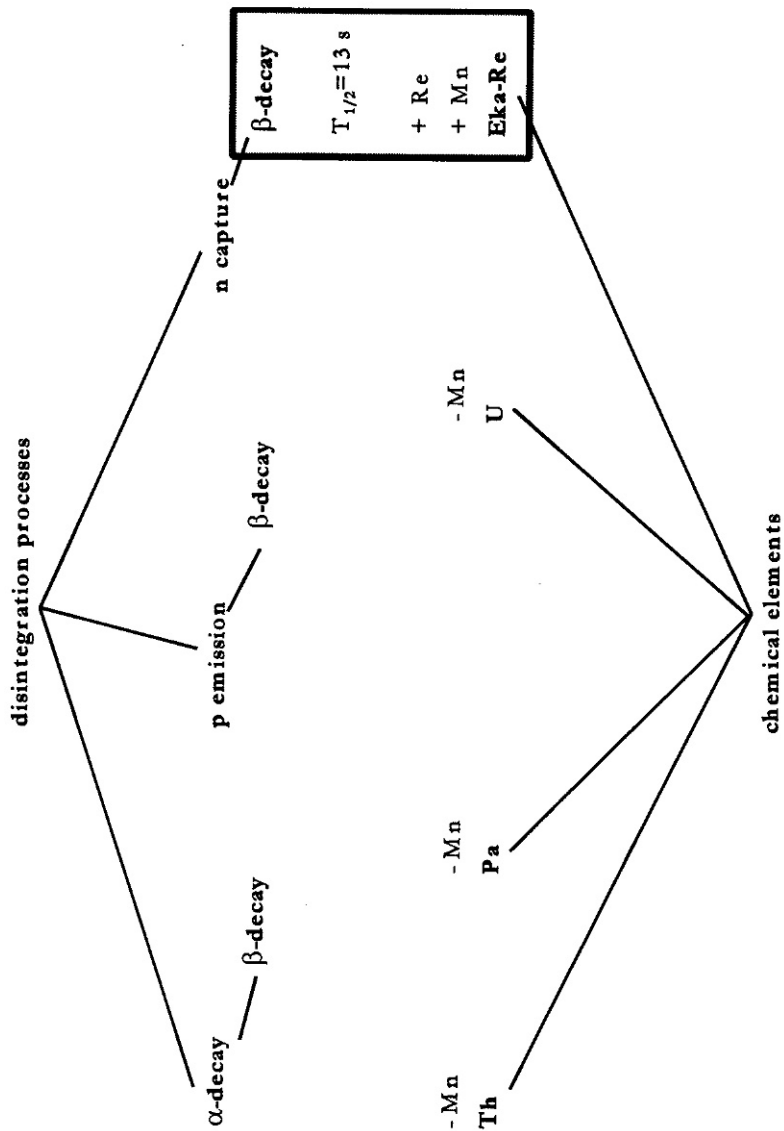 disintegration processes
α-decay
β-decay
p emission
β-decay
n capture
β-decay
T1/2=13 s
+ Re
+ Mn
Eka-Re
- Mn
Th
- Mn
Pa
- Mn
U
chemical elements